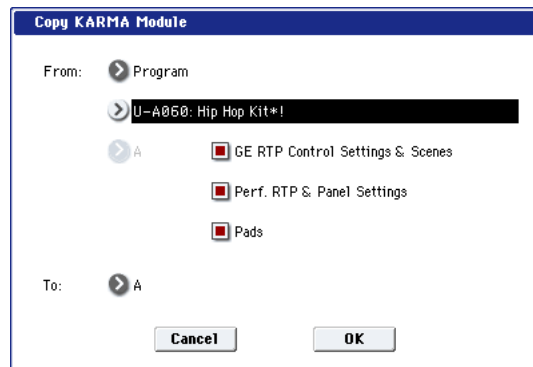 Copy KARMA Module
From: Program
U-A060: Hip Hop Kit*!
A GE RTP Control Settings & Scenes
Perf. RTP & Panel Settings
Pads
To: A
Cancel OK